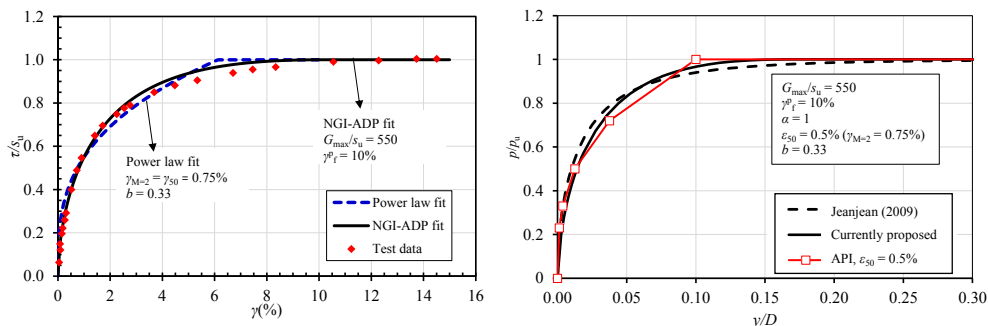 1.2
1.0
0.8
0.6
0.4
0.2
0.0
τ/su
0 2 4 6 8 10 12 14 16
γ(%)
NGI-ADP fit
Gmax/su = 550
γpf = 10%
Power law fit
γM=2 = γ50 = 0.75%
b = 0.33
Power law fit
NGI-ADP fit
Test data
1.2
1
0.8
0.6
0.4
0.2
0
p/pu
0.00 0.05 0.10 0.15 0.20 0.25 0.30
y/D
Gmax/su = 550
γpf = 10%
α = 1
ε50 = 0.5% (γM=2 = 0.75%)
b = 0.33
Jeanjean (2009)
Currently proposed
API, ε50 = 0.5%